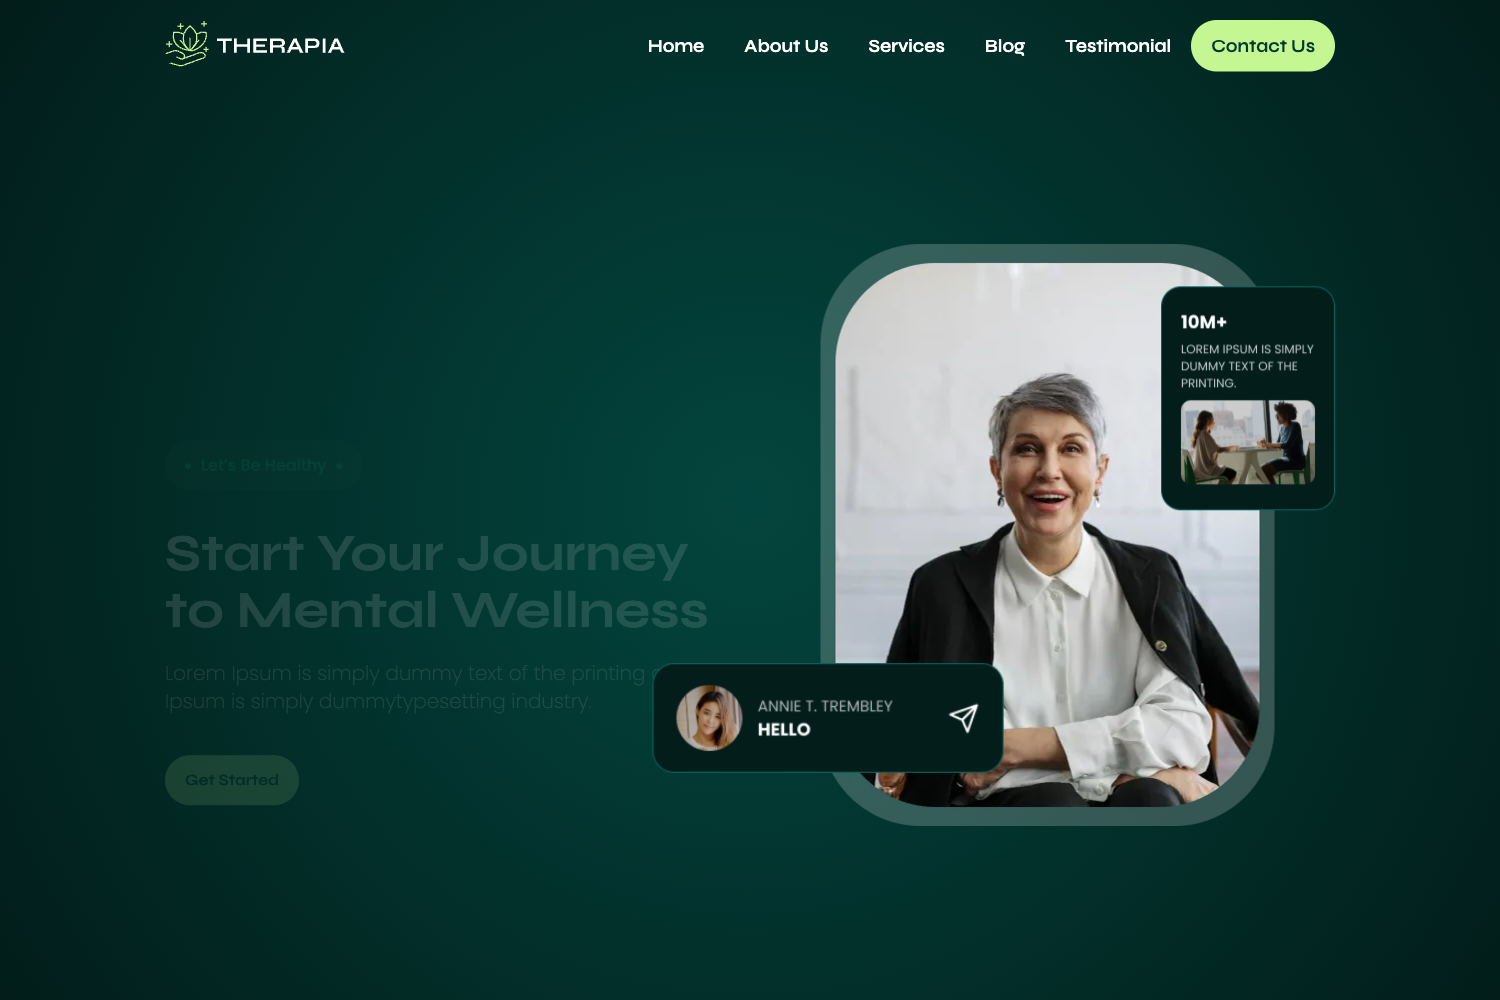 THERAPIA
Home
About Us
Services
Blog
Testimonial
Contact Us
10M+
LOREM IPSUM IS SIMPLY
DUMMY TEXT OF THE
PRINTING.
Let's Be Healthy
Start Your Journey
to Mental Wellness
Lorem Ipsum is simply dummy text of the printing
Ipsum is simply dummytypesetting industry.
ANNIE T. TREMBLEY
HELLO
Get Started